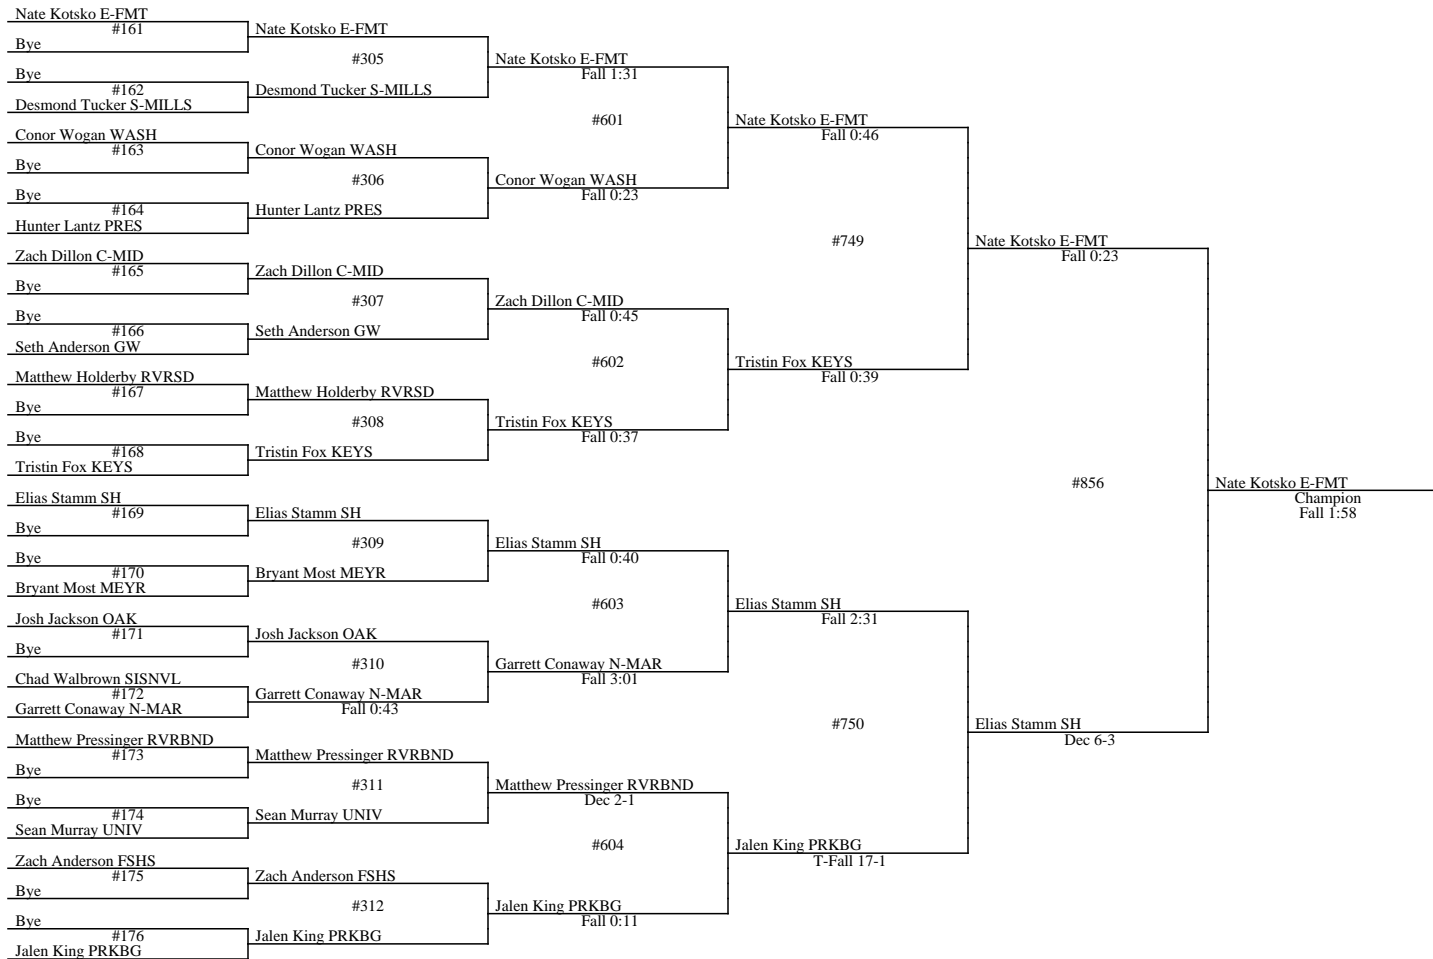 Nate Kotsko E-FMT
#161
Bye
Bye
#162
Desmond Tucker S-MILLS
Conor Wogan WASH
#163
Bye
Bye
#164
Hunter Lantz PRES
Zach Dillon C-MID
#165
Bye
Bye
#166
Seth Anderson GW
Matthew Holderby RVRSD
#167
Bye
Bye
#168
Tristin Fox KEYS
Elias Stamm SH
#169
Bye
Bye
#170
Bryant Most MEYR
Josh Jackson OAK
#171
Bye
Chad Walbrown SISNVL
#172
Garrett Conaway N-MAR
Matthew Pressinger RVRBND
#173
Bye
Bye
#174
Sean Murray UNIV
Zach Anderson FSHS
#175
Bye
Bye
#176
Jalen King PRKBG
Nate Kotsko E-FMT
#305
Desmond Tucker S-MILLS
Conor Wogan WASH
#306
Hunter Lantz PRES
Zach Dillon C-MID
#307
Seth Anderson GW
Matthew Holderby RVRSD
#308
Tristin Fox KEYS
Elias Stamm SH
#309
Bryant Most MEYR
Josh Jackson OAK
#310
Garrett Conaway N-MAR
Fall 0:43
Matthew Pressinger RVRBND
#311
Sean Murray UNIV
Zach Anderson FSHS
#312
Jalen King PRKBG
Nate Kotsko E-FMT
Fall 1:31
#601
Conor Wogan WASH
Fall 0:23
Zach Dillon C-MID
Fall 0:45
#602
Tristin Fox KEYS
Fall 0:37
Elias Stamm SH
Fall 0:40
#603
Garrett Conaway N-MAR
Fall 3:01
Matthew Pressinger RVRBND
Dec 2-1
#604
Jalen King PRKBG
Fall 0:11
Nate Kotsko E-FMT
Fall 0:46
#749
Tristin Fox KEYS
Fall 0:39
Elias Stamm SH
Fall 2:31
#750
Jalen King PRKBG
T-Fall 17-1
Nate Kotsko E-FMT
Fall 0:23
#856
Elias Stamm SH
Dec 6-3
Nate Kotsko E-FMT
Champion
Fall 1:58